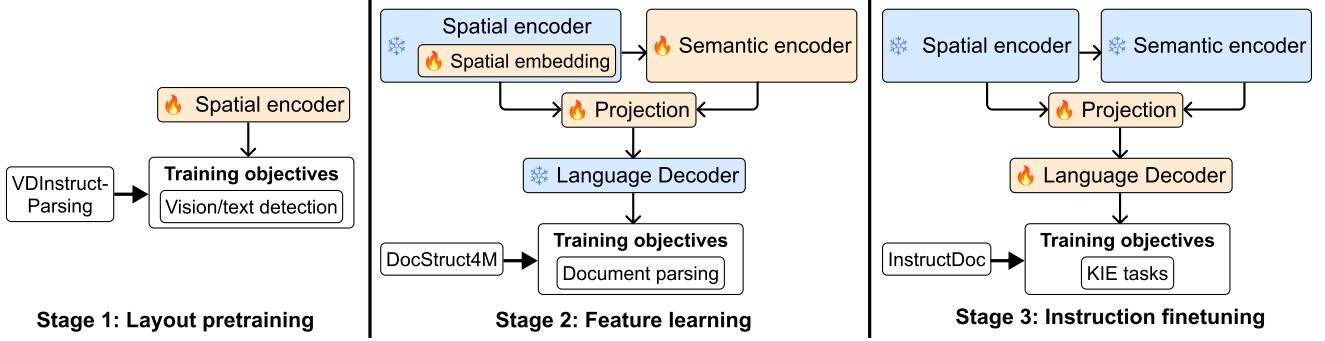 Spatial encoder
VDInstruct-
Parsing
Training objectives
Vision/text detection
Stage 1: Layout pretraining
Spatial encoder
Spatial embedding
Semantic encoder
Projection
Language Decoder
DocStruct4M
Training objectives
Document parsing
Stage 2: Feature learning
Spatial encoder
Semantic encoder
Projection
Language Decoder
InstructDoc
Training objectives
KIE tasks
Stage 3: Instruction finetuning